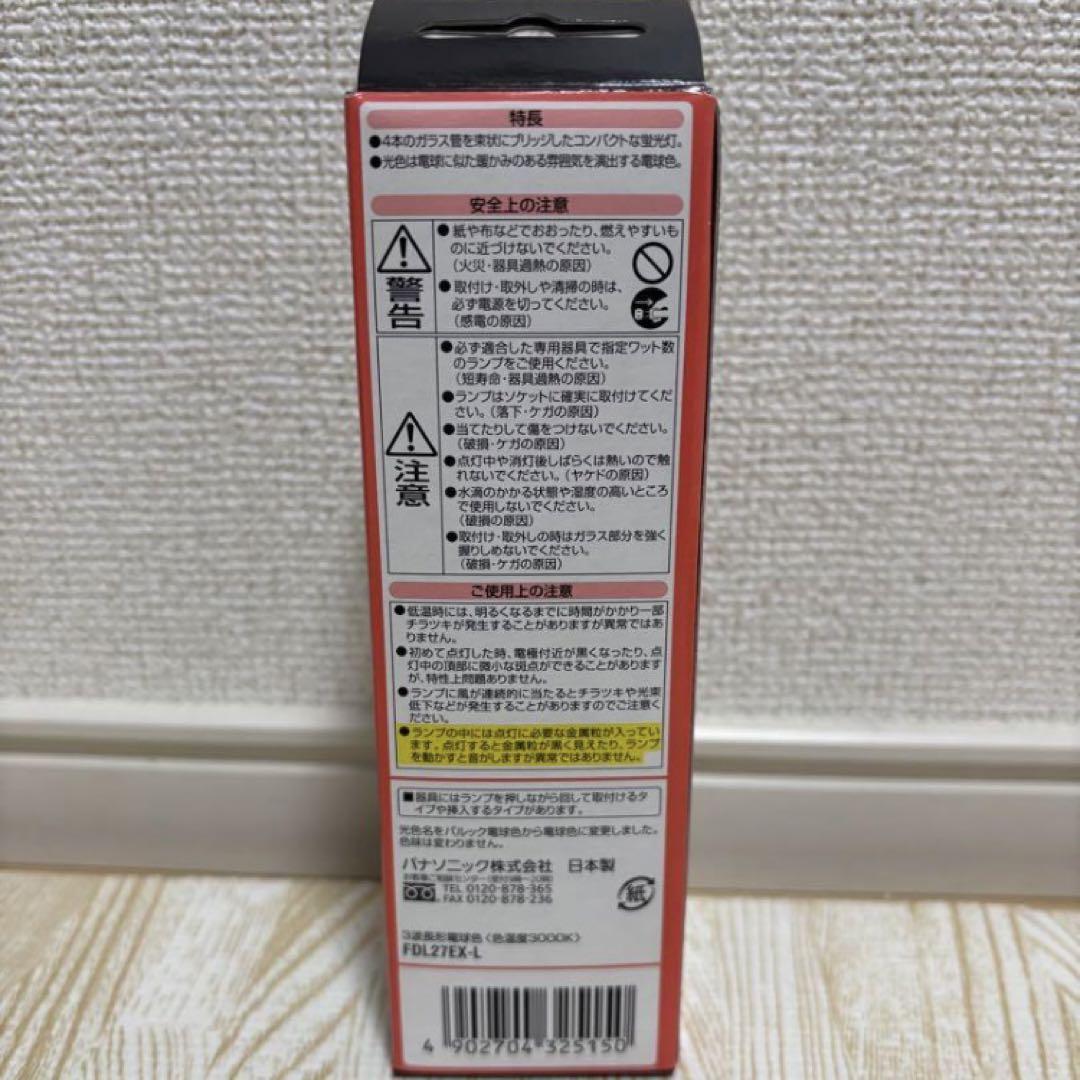 特長
●4本のガラス管を束状にブリッジしたコンパクトな蛍光灯。
●光色は電球に似た暖かみのある雰囲気を演出する電球色。
安全上の注意
警告
●紙や布などでおおったり、燃えやすいも
のに近づけないでください。
(火災・器具過熱の原因)
●取付け・取外しや清掃の時は、
必ず電源を切ってください。
(感電の原因)
注意
●必ず適合した専用器具で指定ワット数
のランプをご使用ください。
(短寿命・器具過熱の原因)
●ランプはソケットに確実に取付けてくだ
さい。(落下・ケガの原因)
●当てたりして傷をつけないでください。
(破損・ケガの原因)
●点灯中や消灯後しばらくは熱いので触
れないでください。(ヤケドの原因)
●水滴のかかる状態や湿度の高いところ
で使用しないでください。
(破損の原因)
●取付け・取外しの時はガラス部分を強く
握りしめないでください。
(破損・ケガの原因)
ご使用上の注意
●低温時には、明るくなるまでに時間がかかり一部
チラツキが発生することがありますが異常ではあ
りません。
●初めて点灯した時、電極付近が黒くなったり、点
灯中の頂部に微小な斑点ができることがあります
が、特性上問題ありません。
●ランプに風が連続的に当たるとチラツキや光束
低下などが発生することがありますのでご注意く
ださい。
●ランプの中には点灯に必要な金属粒が入ってい
ます。点灯すると金属粒が黒く見えたり、ランプ
を動かすと音がしますが異常ではありません。
■器具にはランプを押しながら回して取付けるタ
イプや挿入するタイプがあります。
光色名をパルック電球色から電球色に変更しました。
色味は変わりません。
パナソニック株式会社 日本製
お客様ご相談センター(受付9時~20時)
TEL 0120-878-365
FAX 0120-878-236
紙
3波長形電球色〈色温度3000K〉
FDL27EX-L
4 902704 325150